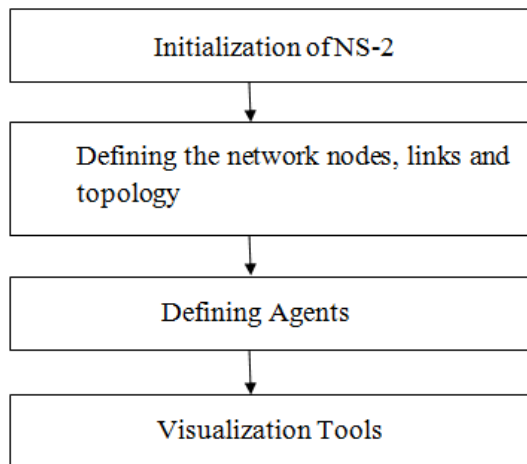 Initialization of NS-2
Defining the network nodes, links and
topology
Defining Agents
Visualization Tools